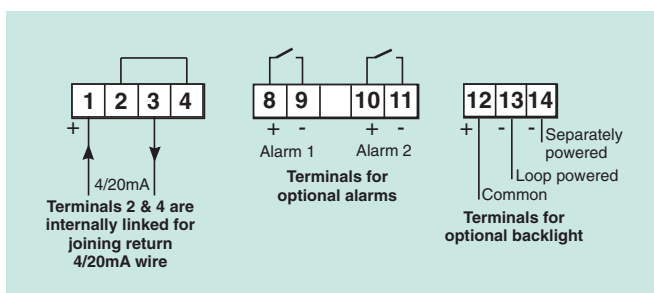 1 2 3 4
+
4/20mA
Terminals 2 & 4 are
internally linked for
joining return
4/20mA wire
8 9 10 11
+ - + -
Alarm 1 Alarm 2
Terminals for
optional alarms
12 13 14
+ - -
Separately
powered
Loop powered
Common
Terminals for
optional backlight